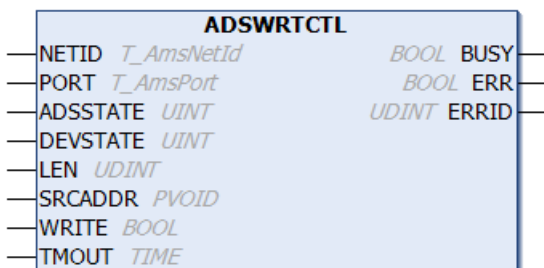 ADSWRTCTL
NETID T_AmsNetId BOOL BUSY
PORT T_AmsPort BOOL ERR
ADSSTATE UINT UDINT ERRID
DEVSTATE UINT
LEN UDINT
SRCADDR PVOID
WRITE BOOL
TMOUT TIME